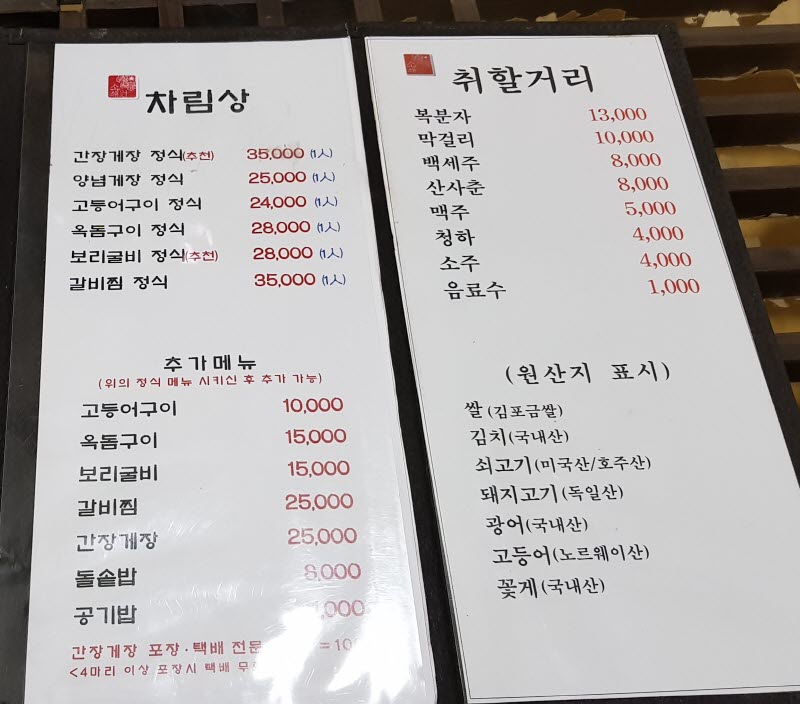 차림상
간장게장 정식(추천) 35,000 (1人)
양념게장 정식 25,000 (1人)
고등어구이 정식 24,000 (1人)
옥돔구이 정식 28,000 (1人)
보리굴비 정식(추천) 28,000 (1人)
갈비찜 정식 35,000 (1人)
추가메뉴
(위의 정식 메뉴 시키신 후 추가 가능)
고등어구이 10,000
옥돔구이 15,000
보리굴비 15,000
갈비찜 25,000
간장게장 25,000
돌솥밥 8,000
공기밥
간장게장 포장·택배 전문
<4마리 이상 포장시 택배
취할거리
복분자 13,000
막걸리 10,000
백세주 8,000
산사춘 8,000
맥주 5,000
청하 4,000
소주 4,000
음료수 1,000
(원산지 표시)
쌀 (김포금쌀)
김치(국내산)
쇠고기(미국산/호주산)
돼지고기(독일산)
광어(국내산)
고등어(노르웨이산)
꽃게(국내산)